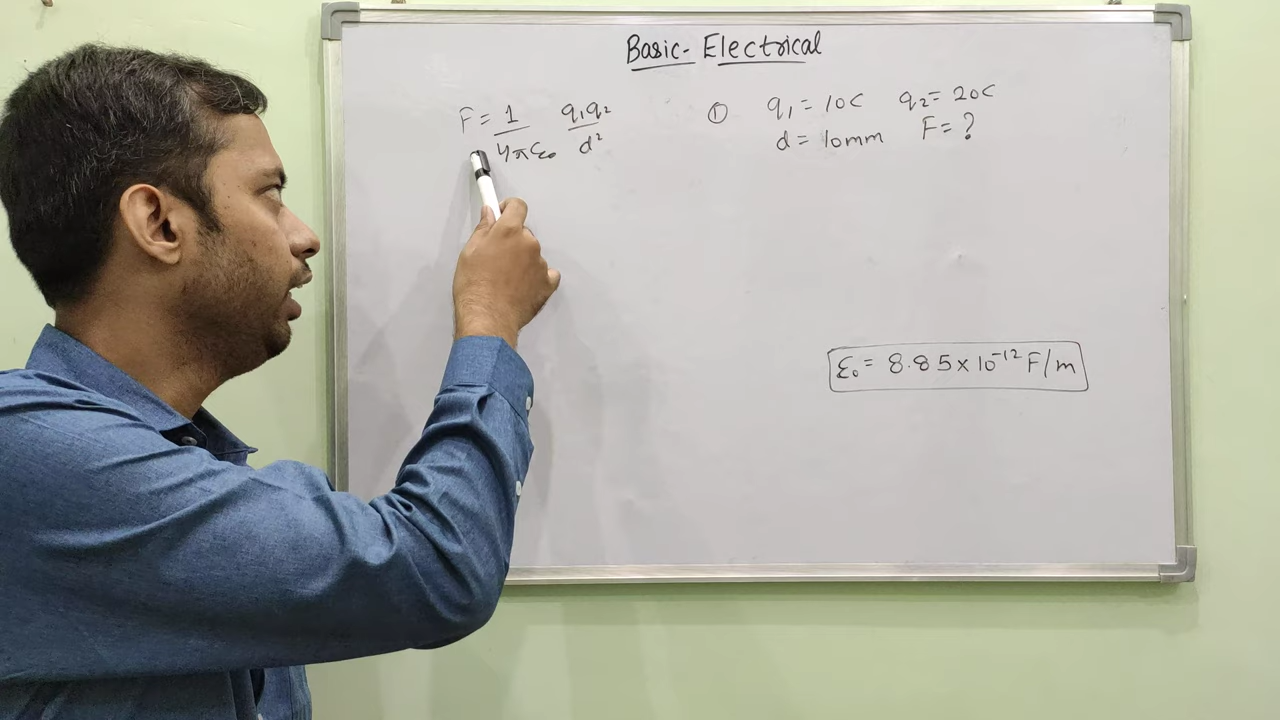 Basic- Electrical
F = 1/4πε₀ q₁q₂/d²
① q₁ = 10C q₂ = 20C
d = 10mm F = ?
ε₀ = 8.85 x 10⁻¹² F/m